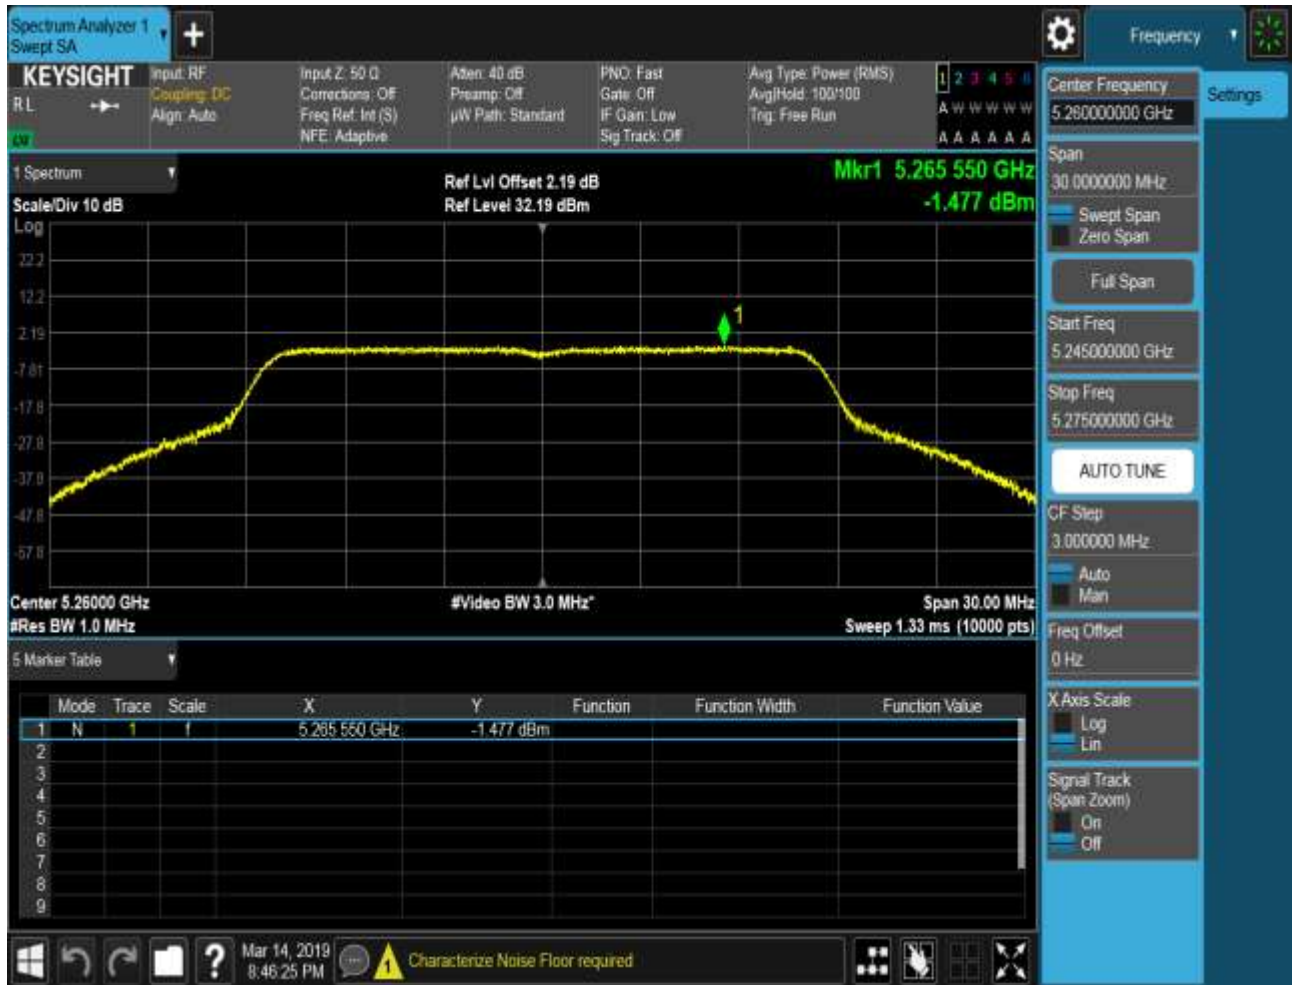 Spectrum Analyzer 1
Swept SA
+
Frequency
KEYSIGHT
RL
Input: RF
Coupling: DC
Align: Auto
Input Z: 50 Ω
Corrections: Off
Freq Ref: Int (S)
NFE: Adaptive
Atten: 40 dB
Preamp: Off
µW Path: Standard
PNO: Fast
Gate: Off
IF Gain: Low
Sig Track: Off
Avg Type: Power (RMS)
Avg|Hold: 100/100
Trig: Free Run
1 2 3 4 5 6
A W W W W W
A A A A A A
1 Spectrum
Scale/Div 10 dB
Ref Lvl Offset 2.19 dB
Ref Level 32.19 dBm
Mkr1 5.265 550 GHz
-1.477 dBm
Log
22.2
12.2
2.19
-7.81
-17.8
-27.8
-37.8
-47.8
-57.8
1
Center 5.26000 GHz
#Res BW 1.0 MHz
#Video BW 3.0 MHz*
Span 30.00 MHz
Sweep 1.33 ms (10000 pts)
5 Marker Table
Mode Trace Scale X Y Function Function Width Function Value
1 N 1 f 5.265 550 GHz -1.477 dBm
2
3
4
5
6
7
8
9
Mar 14, 2019
8:46:25 PM
?
1
Characterize Noise Floor required
Settings
Center Frequency
5.260000000 GHz
Span
30.0000000 MHz
Swept Span
Zero Span
Full Span
Start Freq
5.245000000 GHz
Stop Freq
5.275000000 GHz
AUTO TUNE
CF Step
3.000000 MHz
Auto
Man
Freq Offset
0 Hz
X Axis Scale
Log
Lin
Signal Track
(Span Zoom)
On
Off